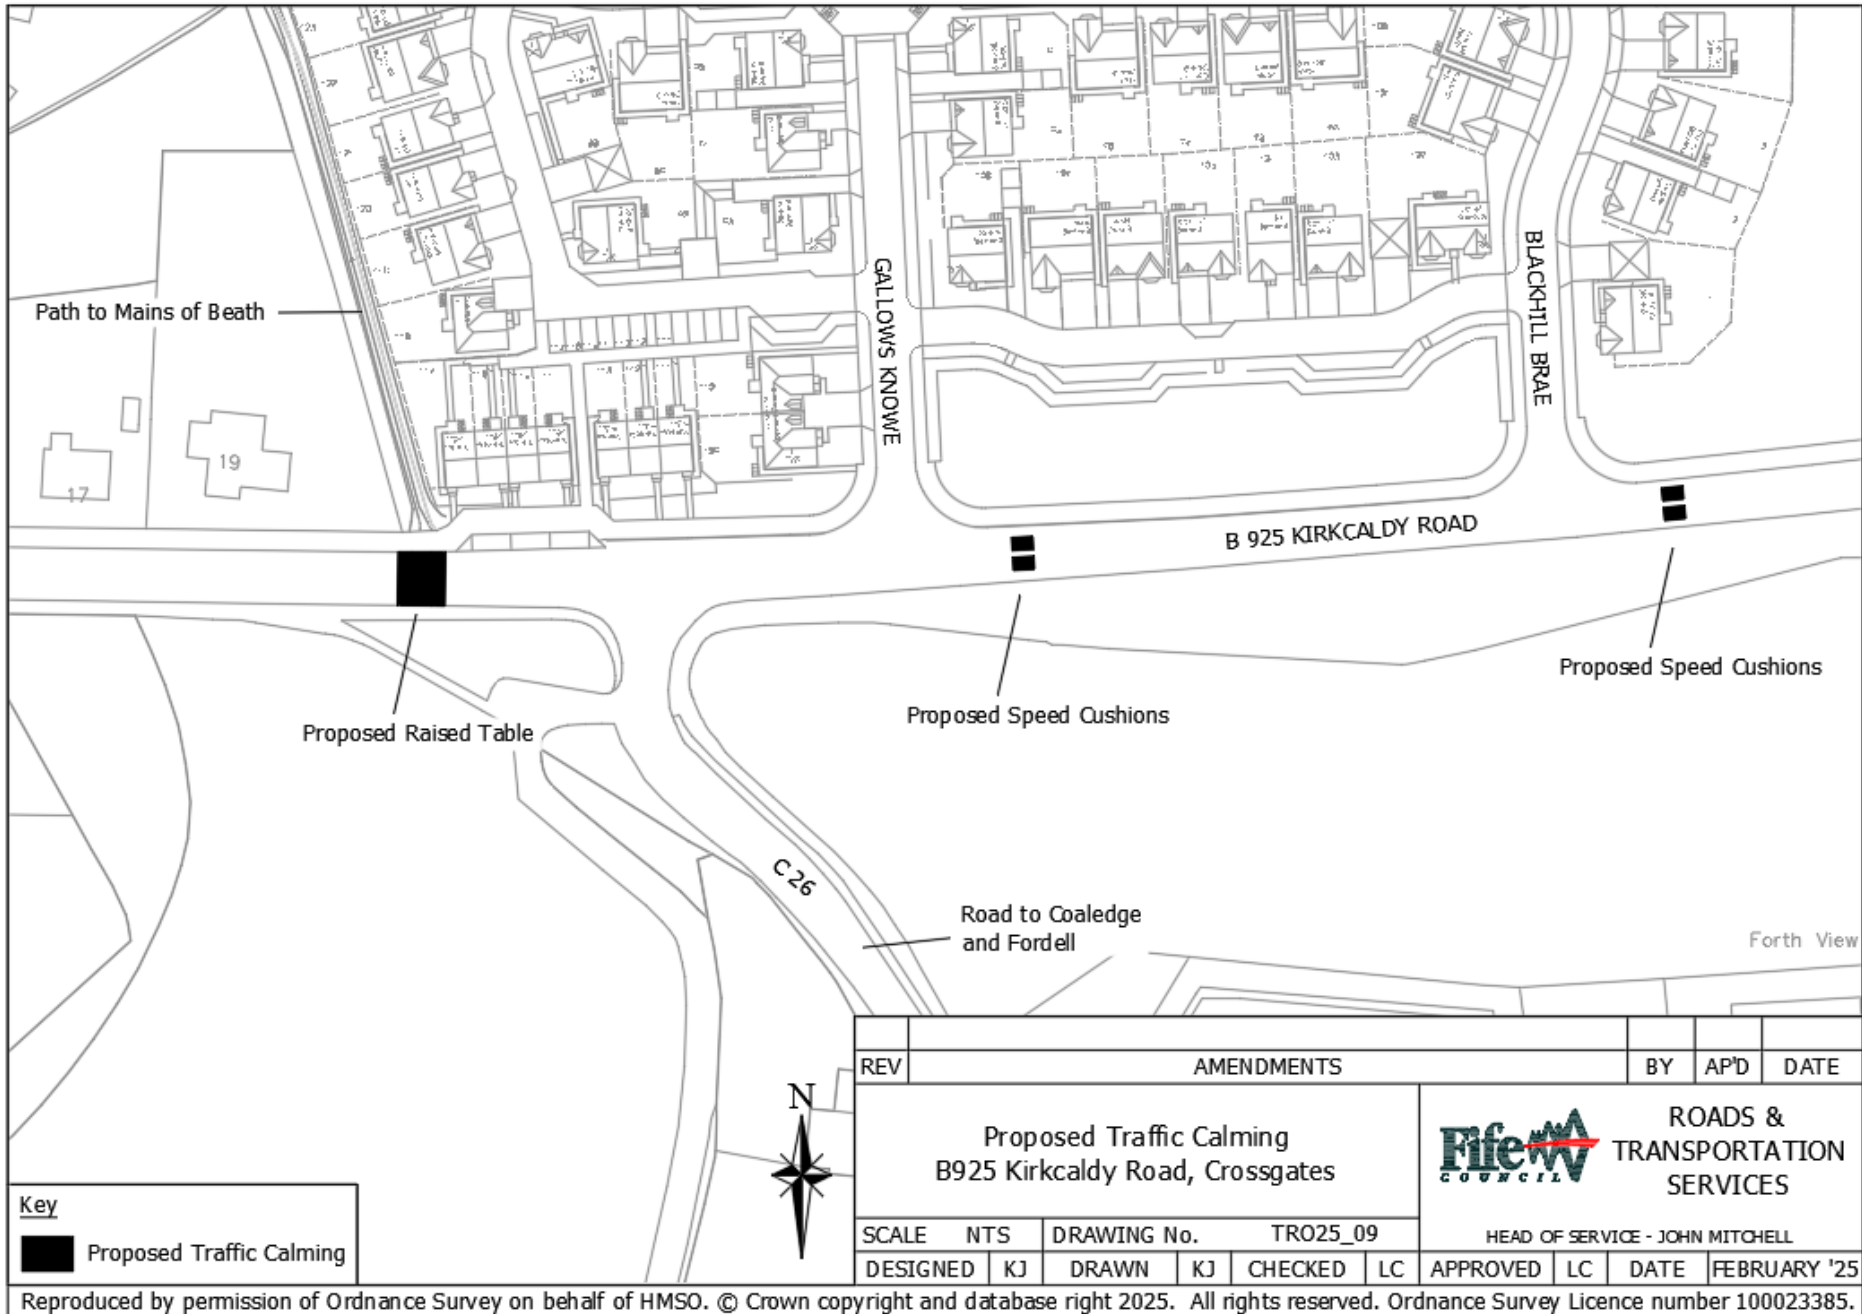 Path to Mains of Beath
GALLOWS KNOWE
BLACKHILL BRAE
17
19
B 925 KIRKCALDY ROAD
Proposed Raised Table
Proposed Speed Cushions
Proposed Speed Cushions
C 26
Road to Coaledge
and Fordell
Forth View
N
Key
Proposed Traffic Calming
REV AMENDMENTS BY AP'D DATE
Proposed Traffic Calming
B925 Kirkcaldy Road, Crossgates
Fife
COUNCIL
ROADS &
TRANSPORTATION
SERVICES
HEAD OF SERVICE - JOHN MITCHELL
SCALE NTS DRAWING No. TRO25_09
DESIGNED KJ DRAWN KJ CHECKED LC APPROVED LC DATE FEBRUARY '25
Reproduced by permission of Ordnance Survey on behalf of HMSO. © Crown copyright and database right 2025. All rights reserved. Ordnance Survey Licence number 100023385.